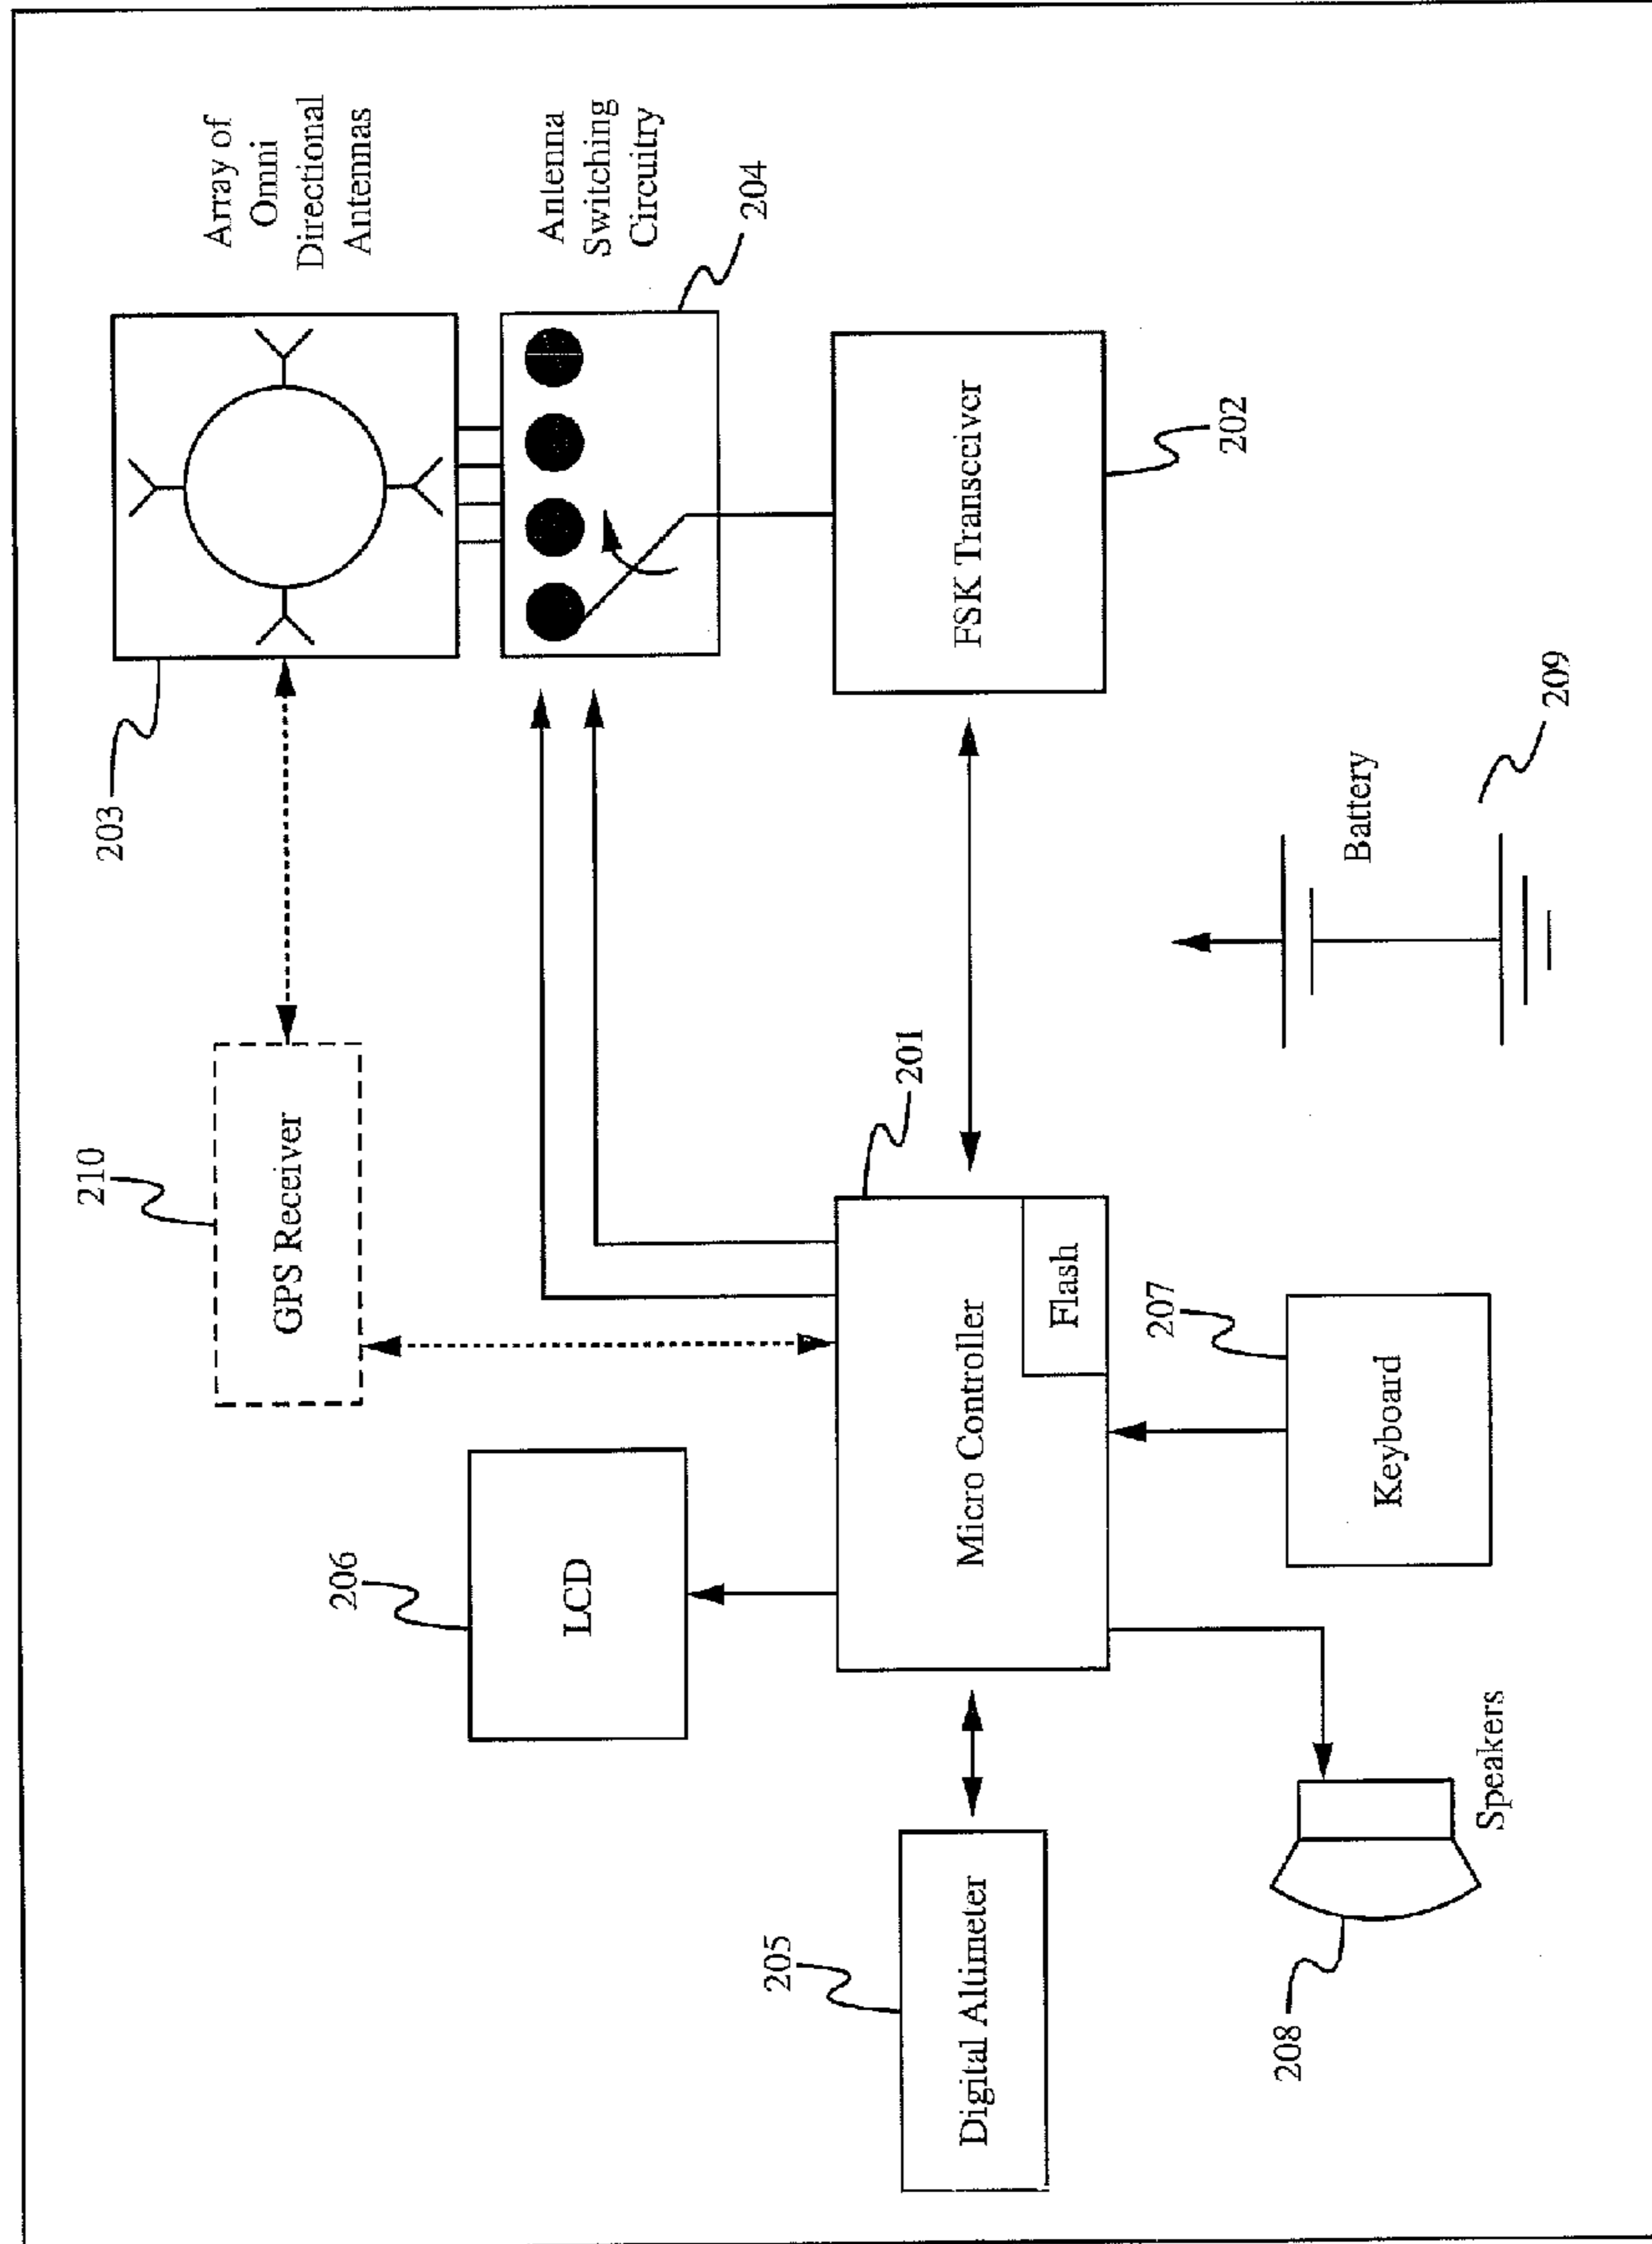 Array of
Omni
Directional
Antennas
203
210
GPS Receiver
Antenna
Switching
Circuitry
204
206
LCD
201
FSK Transceiver
202
205
Digital Altimeter
Micro Controller
Flash
207
Keyboard
208
Speakers
Battery
209